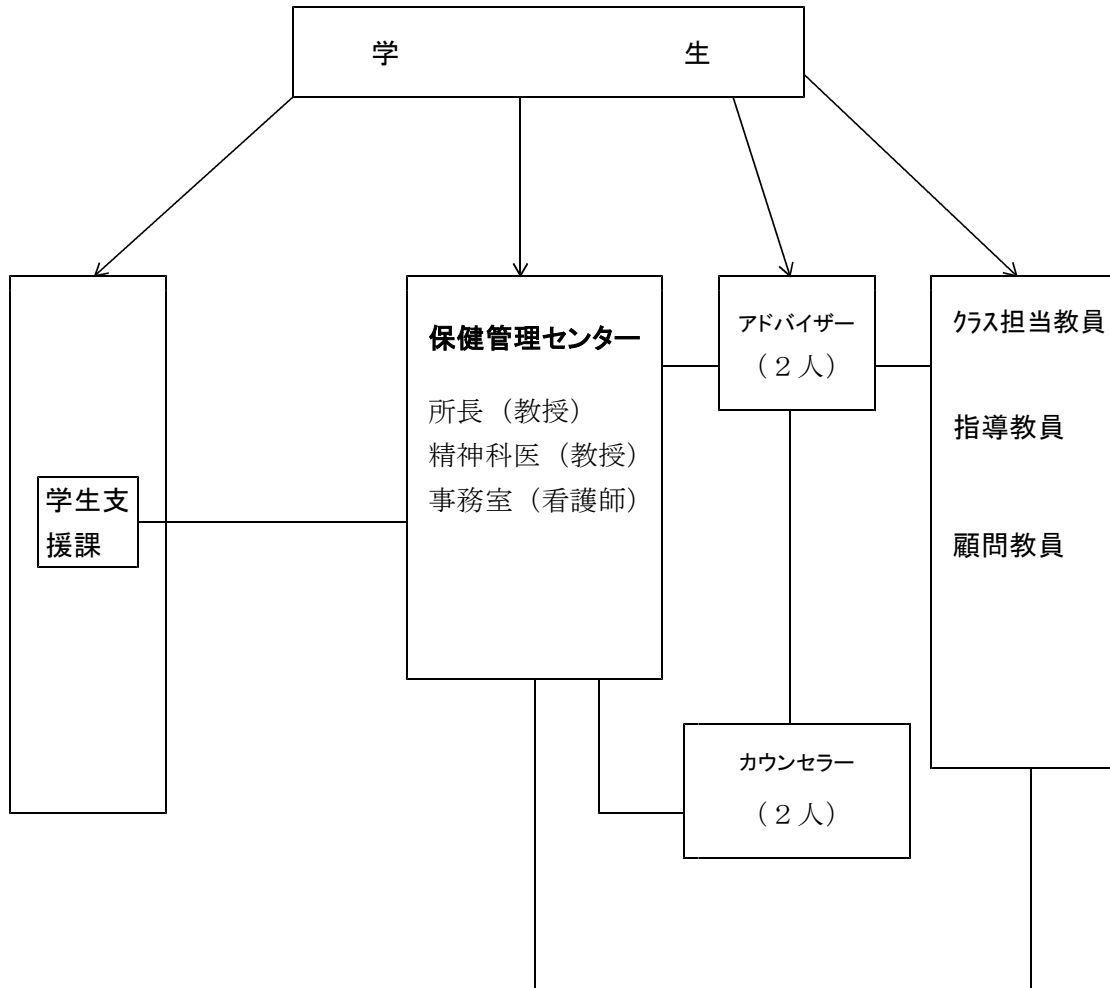 学 生
保健管理センター
所長（教授）
精神科医（教授）
事務室（看護師）
アドバイザー
（２人）
ｸﾗｽ担当教員
指導教員
顧問教員
学生支
援課
カウンセラー
（２人）